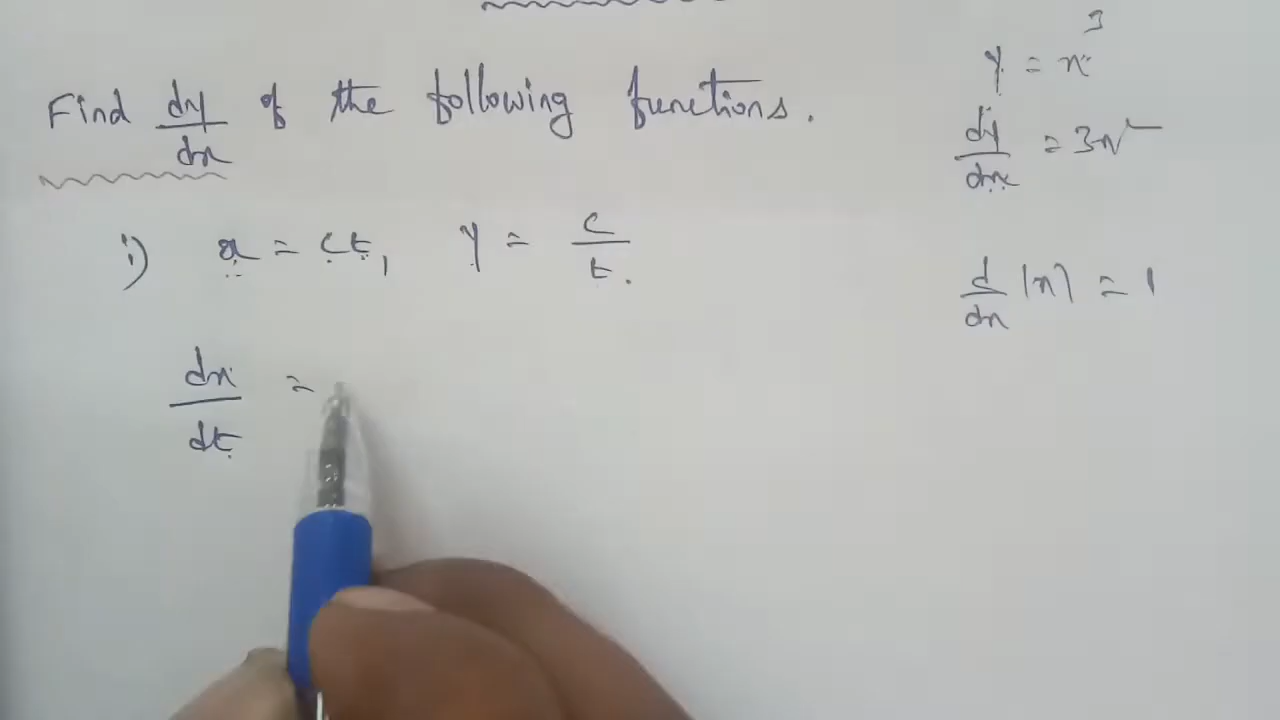 Find dy/dx of the following functions.
i) x = ct, y = c/t.
dx/dt =
y = x³
dy/dx = 3x²
d/dx (x) = 1